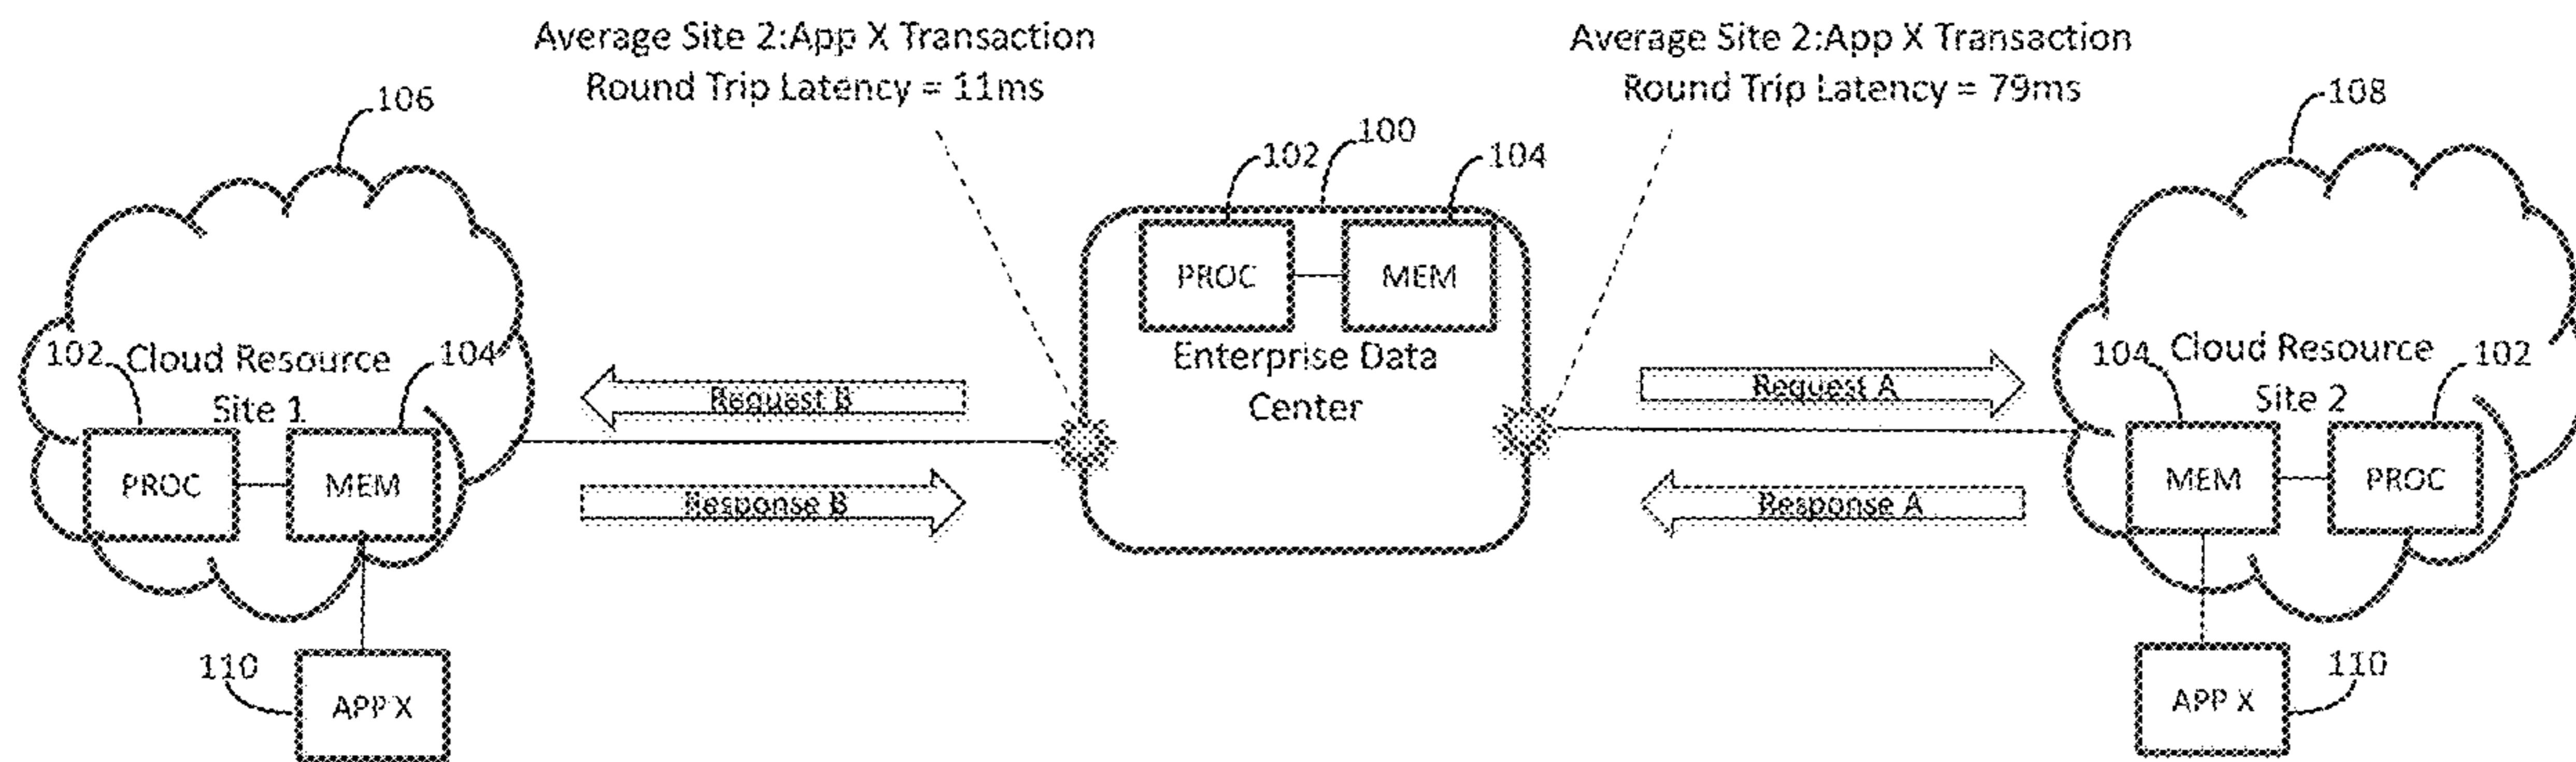 Average Site 2:App X Transaction
Round Trip Latency = 11ms
Average Site 2:App X Transaction
Round Trip Latency = 79ms
106
108
100
102
104
PROC
MEM
Enterprise Data
Center
102
Cloud Resource
104
Site 1
PROC
MEM
Request B
Response B
Request A
Response A
104
Cloud Resource
102
Site 2
MEM
PROC
110
APP X
110
APP X